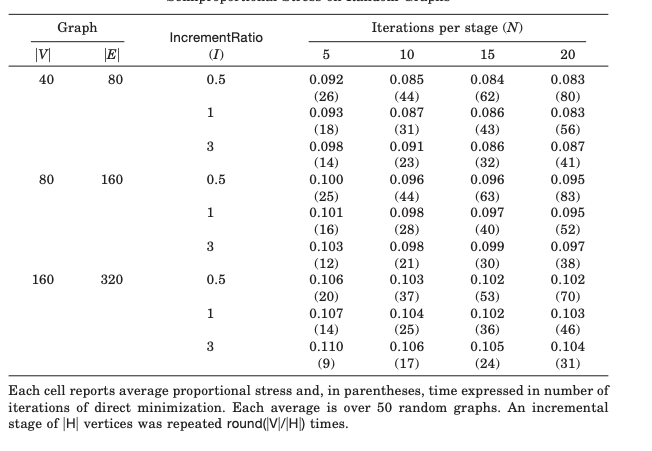 Semiproportional Stress on Random Graphs
Graph IncrementRatio Iterations per stage (N)
|V| |E| (I) 5 10 15 20
40 80 0.5 0.092 0.085 0.084 0.083
(26) (44) (62) (80)
1 0.093 0.087 0.086 0.083
(18) (31) (43) (56)
3 0.098 0.091 0.086 0.087
(14) (23) (32) (41)
80 160 0.5 0.100 0.096 0.096 0.095
(25) (44) (63) (83)
1 0.101 0.098 0.097 0.095
(16) (28) (40) (52)
3 0.103 0.098 0.099 0.097
(12) (21) (30) (38)
160 320 0.5 0.106 0.103 0.102 0.102
(20) (37) (53) (70)
1 0.107 0.104 0.102 0.103
(14) (25) (36) (46)
3 0.110 0.106 0.105 0.104
(9) (17) (24) (31)
Each cell reports average proportional stress and, in parentheses, time expressed in number of
iterations of direct minimization. Each average is over 50 random graphs. An incremental
stage of |H| vertices was repeated round(|V|/|H|) times.